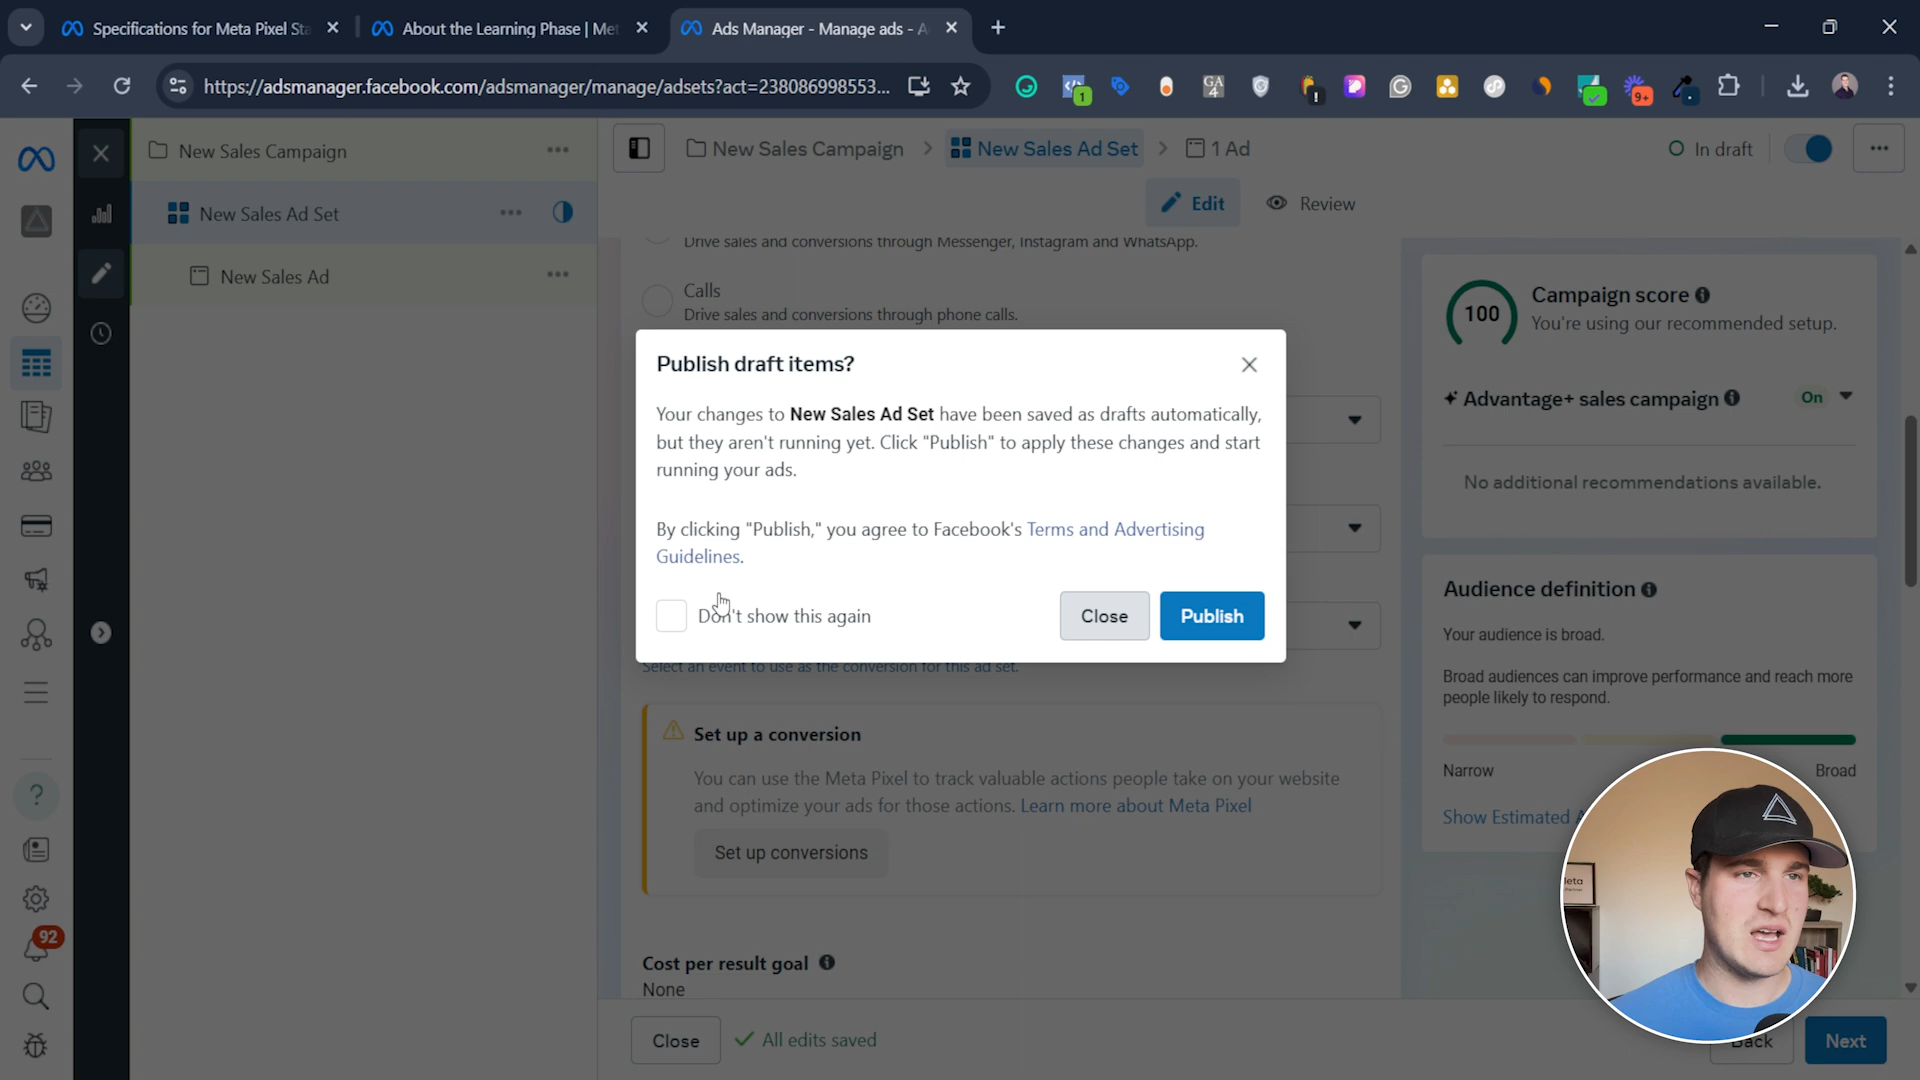 Specifications for Meta Pixel Sta
About the Learning Phase | Met
Ads Manager - Manage ads - A
https://adsmanager.facebook.com/adsmanager/manage/adsets?act=238086998553...
1
GA
4
9+
New Sales Campaign
New Sales Ad Set
New Sales Ad
New Sales Campaign
New Sales Ad Set
1 Ad
In draft
Edit
Review
Drive sales and conversions through Messenger, Instagram and WhatsApp.
Calls
Drive sales and conversions through phone calls.
Publish draft items?
Your changes to New Sales Ad Set have been saved as drafts automatically,
but they aren't running yet. Click "Publish" to apply these changes and start
running your ads.
By clicking "Publish," you agree to Facebook's Terms and Advertising
Guidelines.
Don't show this again
Close
Publish
Select an event to use as the conversion for this ad set.
Set up a conversion
You can use the Meta Pixel to track valuable actions people take on your website
and optimize your ads for those actions. Learn more about Meta Pixel
Set up conversions
Cost per result goal
None
Close
All edits saved
Back
Next
100
Campaign score
You're using our recommended setup.
Advantage+ sales campaign
On
No additional recommendations available.
Audience definition
Your audience is broad.
Broad audiences can improve performance and reach more
people likely to respond.
Narrow
Broad
Show Estimated
92